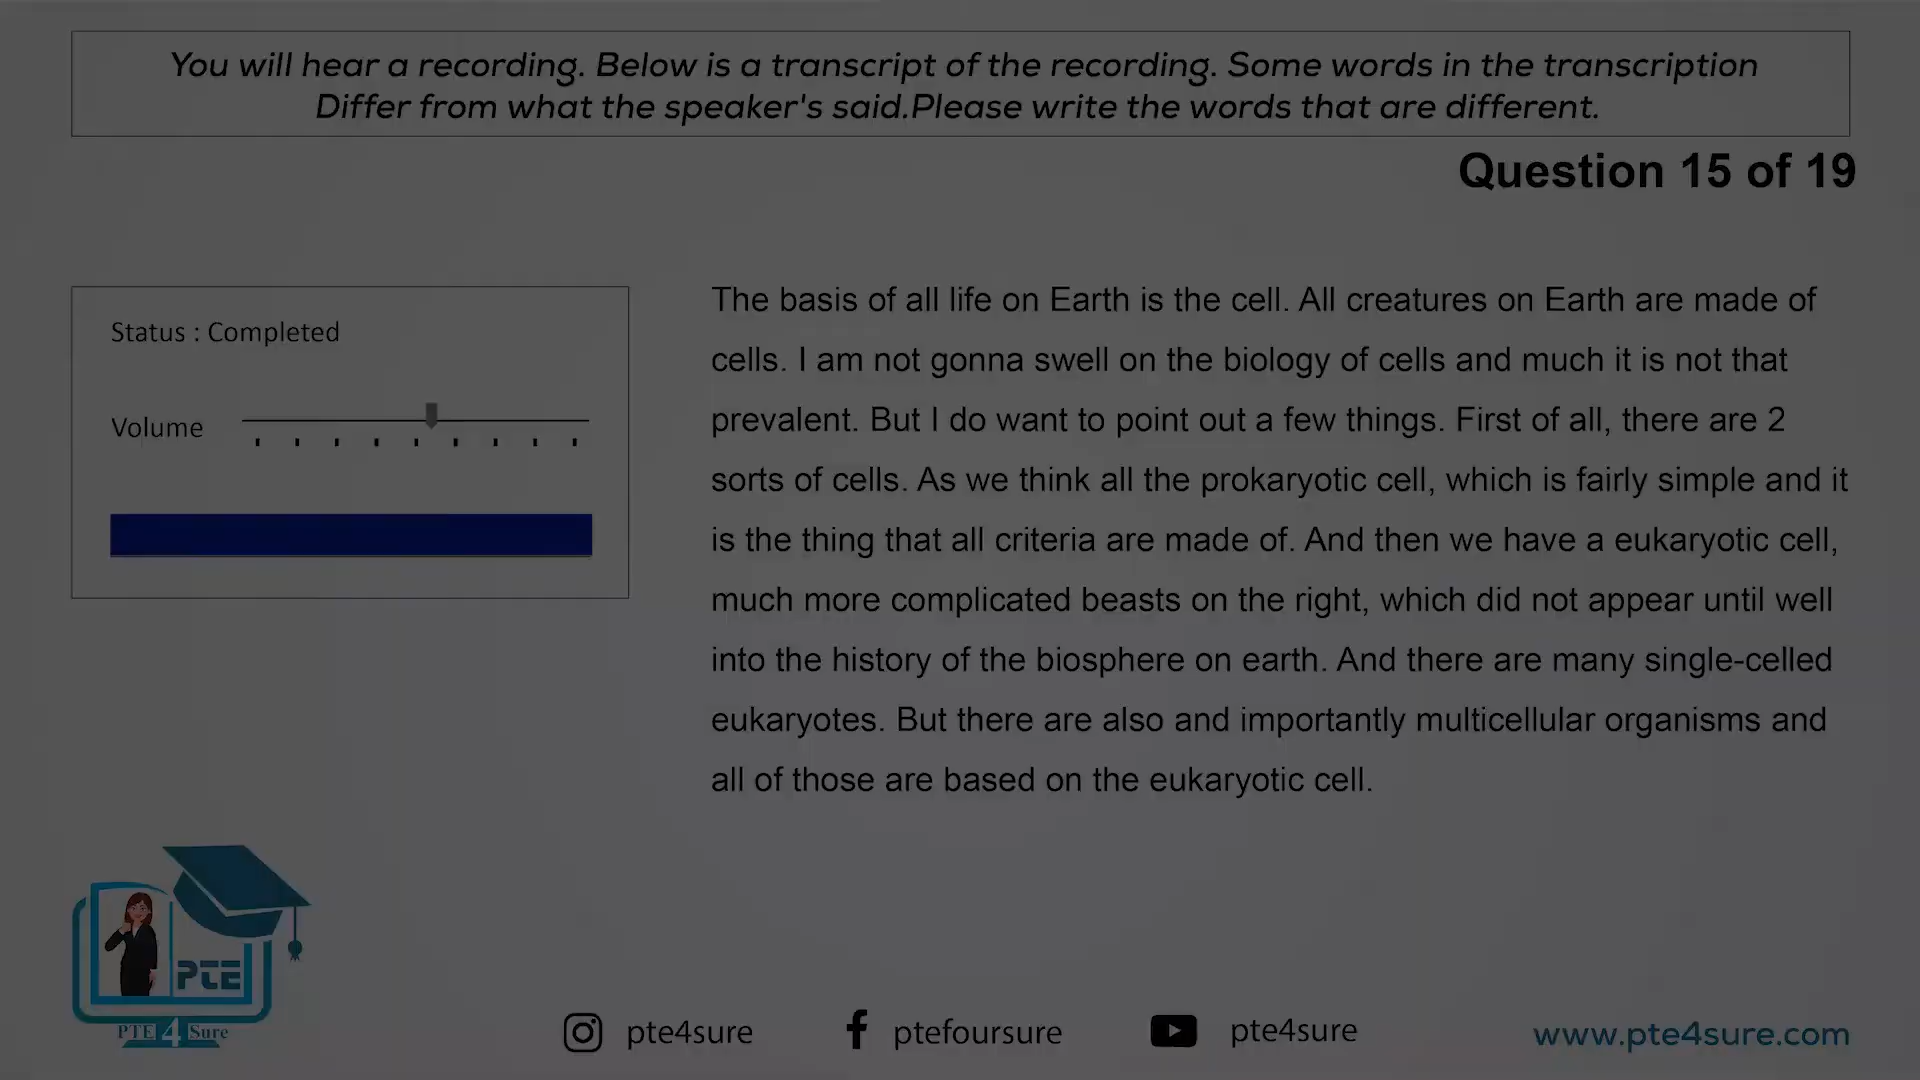 You will hear a recording. Below is a transcript of the recording. Some words in the transcription
Differ from what the speaker's said.Please write the words that are different.
Question 15 of 19
Status : Completed
Volume
The basis of all life on Earth is the cell. All creatures on Earth are made of
cells. I am not gonna swell on the biology of cells and much it is not that
prevalent. But I do want to point out a few things. First of all, there are 2
sorts of cells. As we think all the prokaryotic cell, which is fairly simple and it
is the thing that all criteria are made of. And then we have a eukaryotic cell,
much more complicated beasts on the right, which did not appear until well
into the history of the biosphere on earth. And there are many single-celled
eukaryotes. But there are also and importantly multicellular organisms and
all of those are based on the eukaryotic cell.
PTE
PTE 4 Sure
pte4sure
ptefoursure
pte4sure
www.pte4sure.com